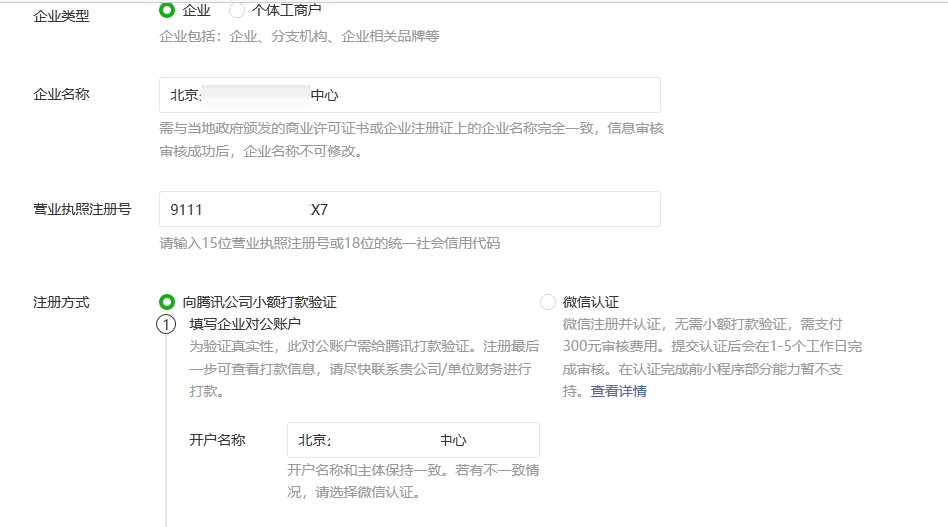 企业类型 企业 个体工商户
企业包括：企业、分支机构、企业相关品牌等
企业名称 北京 中心
需与当地政府颁发的商业许可证书或企业注册证上的企业名称完全一致，信息审核
审核成功后，企业名称不可修改。
营业执照注册号 9111 X7
请输入15位营业执照注册号或18位的统一社会信用代码
注册方式 向腾讯公司小额打款验证 微信认证
1 填写企业对公账户
为验证真实性，此对公账户需给腾讯打款验证。注册最后
一步可查看打款信息，请尽快联系贵公司/单位财务进行
打款。
微信注册并认证，无需小额打款验证，需支付
300元审核费用。提交认证后会在1-5个工作日完
成审核。在认证完成前小程序部分能力暂不支
持。查看详情
开户名称 北京 中心
开户名称和主体保持一致。若有不一致情
况，请选择微信认证。